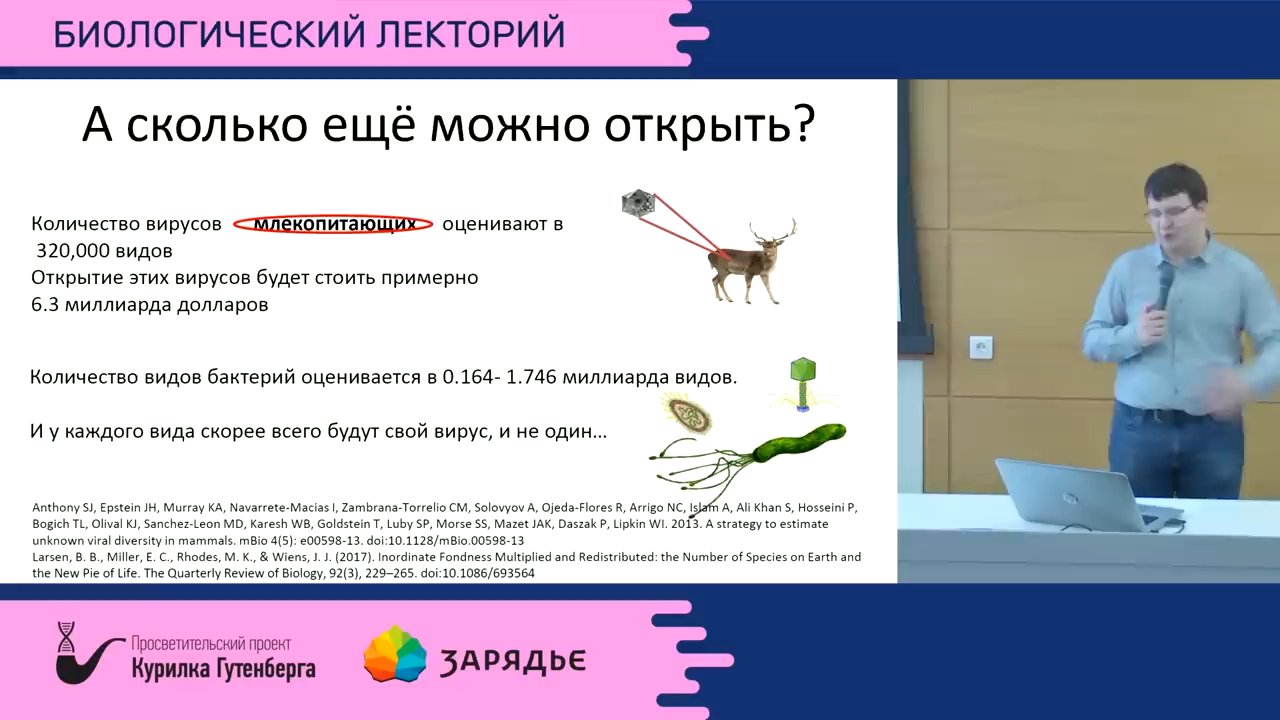 БИОЛОГИЧЕСКИЙ ЛЕКТОРИЙ
А сколько ещё можно открыть?
Количество вирусов млекопитающих оценивают в
320,000 видов
Открытие этих вирусов будет стоить примерно
6.3 миллиарда долларов
Количество видов бактерий оценивается в 0.164- 1.746 миллиарда видов.
И у каждого вида скорее всего будут свой вирус, и не один...
Anthony SJ, Epstein JH, Murray KA, Navarrete-Macias I, Zambrana-Torrelio CM, Solovyov A, Ojeda-Flores R, Arrigo NC, Islam A, Ali Khan S, Hosseini P,
Bogich TL, Olival KJ, Sanchez-Leon MD, Karesh WB, Goldstein T, Luby SP, Morse SS, Mazet JAK, Daszak P, Lipkin WI. 2013. A strategy to estimate
unknown viral diversity in mammals. mBio 4(5): e00598-13. doi:10.1128/mBio.00598-13
Larsen, B. B., Miller, E. C., Rhodes, M. K., & Wiens, J. J. (2017). Inordinate Fondness Multiplied and Redistributed: the Number of Species on Earth and
the New Pie of Life. The Quarterly Review of Biology, 92(3), 229–265. doi:10.1086/693564
Просветительский проект
Курилка Гутенберга
ЗАРЯДЬЕ
hp